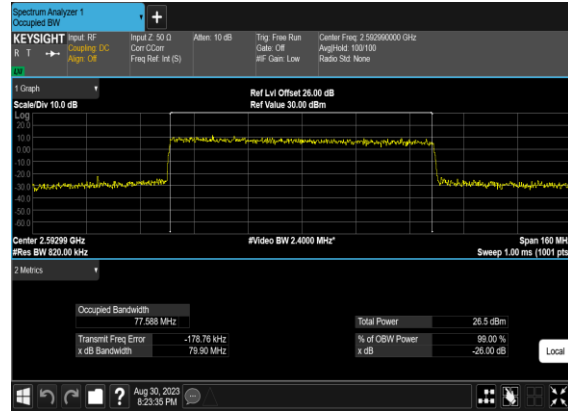 Spectrum Analyzer 1
Occupied BW
+
KEYSIGHT
Input: RF
Input Z: 50 Ω
Atten: 10 dB
Trig: Free Run
Center Freq: 2.592990000 GHz
R T
Coupling: DC
Corr CCorr
Gate: Off
Avg|Hold: 100/100
Align: Off
Freq Ref: Int (S)
#IF Gain: Low
Radio Std: None
LM
1 Graph
Ref Lvl Offset 26.00 dB
Scale/Div 10.0 dB
Ref Value 30.00 dBm
Log
20.0
10.0
0.00
-10.0
-20.0
-30.0
-40.0
-50.0
-60.0
Center 2.59299 GHz
#Video BW 2.4000 MHz*
Span 160 MH
#Res BW 820.00 kHz
Sweep 1.00 ms (1001 pts
2 Metrics
Occupied Bandwidth
77.588 MHz
Total Power
26.5 dBm
Transmit Freq Error
-178.76 kHz
% of OBW Power
99.00 %
x dB Bandwidth
79.90 MHz
x dB
-26.00 dB
Local
?
Aug 30, 2023
8:23:35 PM